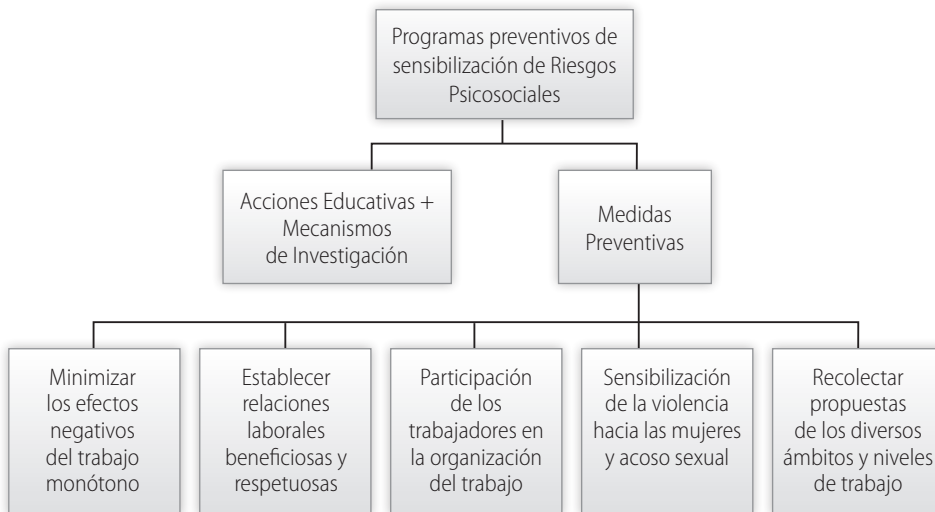 Programas preventivos de
sensibilización de Riesgos
Psicosociales
Acciones Educativas +
Mecanismos
de Investigación
Medidas
Preventivas
Minimizar
los efectos
negativos
del trabajo
monótono
Establecer
relaciones
laborales
beneficiosas y
respetuosas
Participación
de los
trabajadores en
la organización
del trabajo
Sensibilización
de la violencia
hacia las mujeres
y acoso sexual
Recolectar
propuestas
de los diversos
ámbitos y niveles
de trabajo